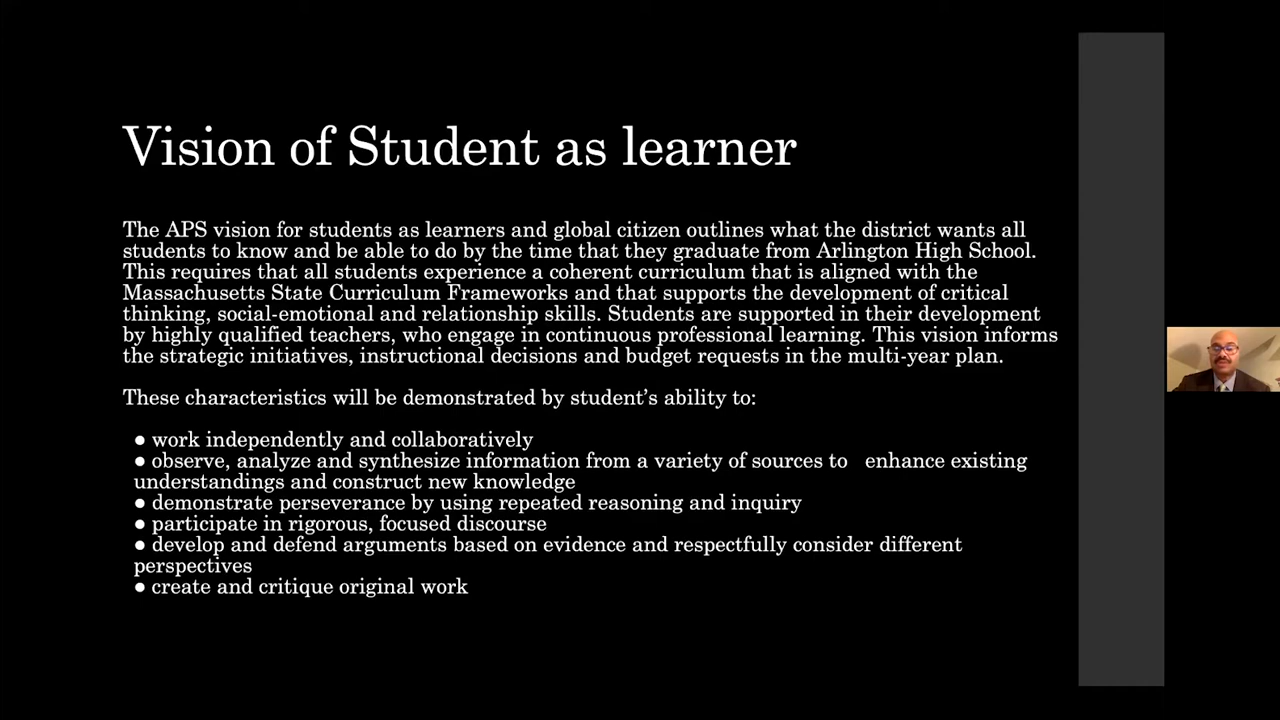 Vision of Student as learner
The APS vision for students as learners and global citizen outlines what the district wants all
students to know and be able to do by the time that they graduate from Arlington High School.
This requires that all students experience a coherent curriculum that is aligned with the
Massachusetts State Curriculum Frameworks and that supports the development of critical
thinking, social-emotional and relationship skills. Students are supported in their development
by highly qualified teachers, who engage in continuous professional learning. This vision informs
the strategic initiatives, instructional decisions and budget requests in the multi-year plan.
These characteristics will be demonstrated by student’s ability to:
● work independently and collaboratively
● observe, analyze and synthesize information from a variety of sources to enhance existing
understandings and construct new knowledge
● demonstrate perseverance by using repeated reasoning and inquiry
● participate in rigorous, focused discourse
● develop and defend arguments based on evidence and respectfully consider different
perspectives
● create and critique original work